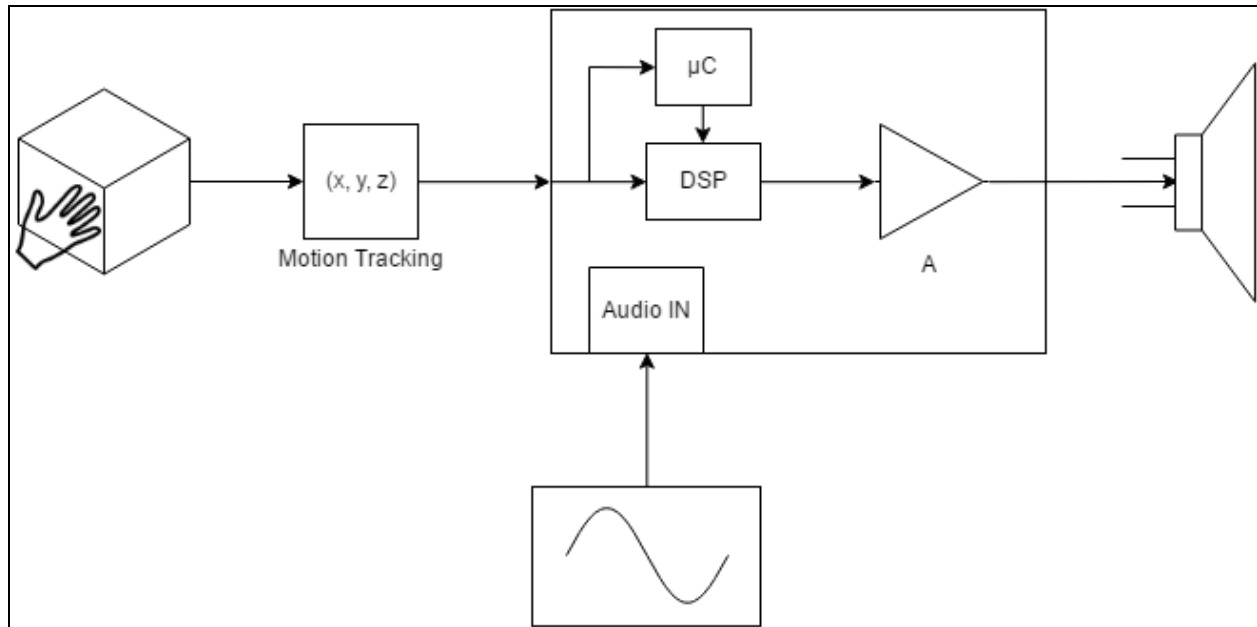 µC
(x, y, z)
DSP
Motion Tracking
A
Audio IN